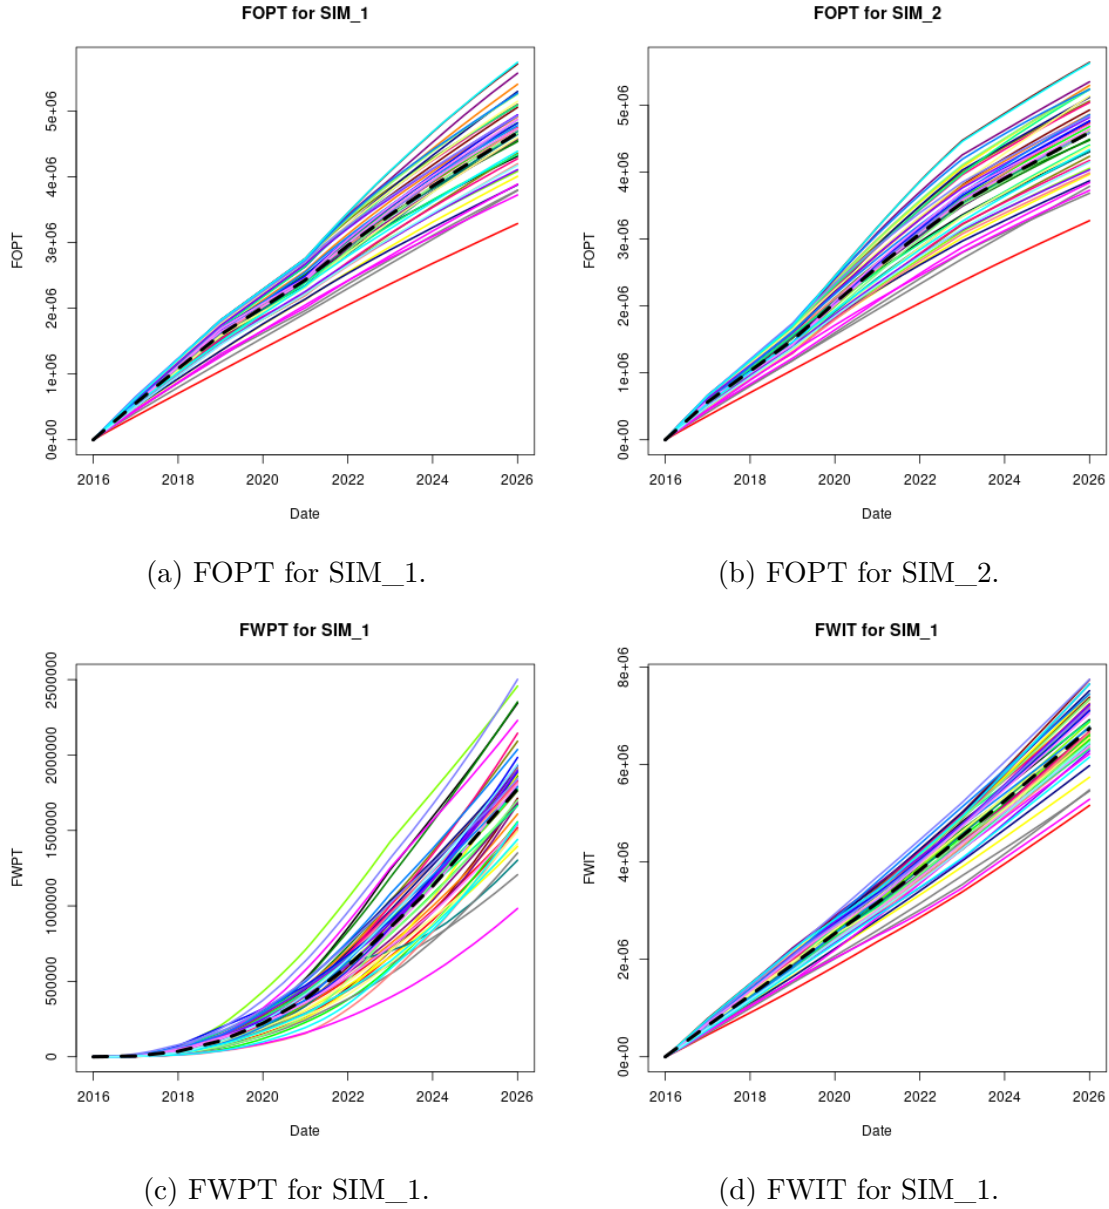 FOPT for SIM_1
FOPT
0e+00 1e+06 2e+06 3e+06 4e+06 5e+06
2016 2018 2020 2022 2024 2026
Date
(a) FOPT for SIM_1.
FOPT for SIM_2
FOPT
0e+00 1e+06 2e+06 3e+06 4e+06 5e+06
2016 2018 2020 2022 2024 2026
Date
(b) FOPT for SIM_2.
FWPT for SIM_1
FWPT
0 500000 1000000 1500000 2000000 2500000
2016 2018 2020 2022 2024 2026
Date
(c) FWPT for SIM_1.
FWIT for SIM_1
FWIT
0e+00 2e+06 4e+06 6e+06 8e+06
2016 2018 2020 2022 2024 2026
Date
(d) FWIT for SIM_1.